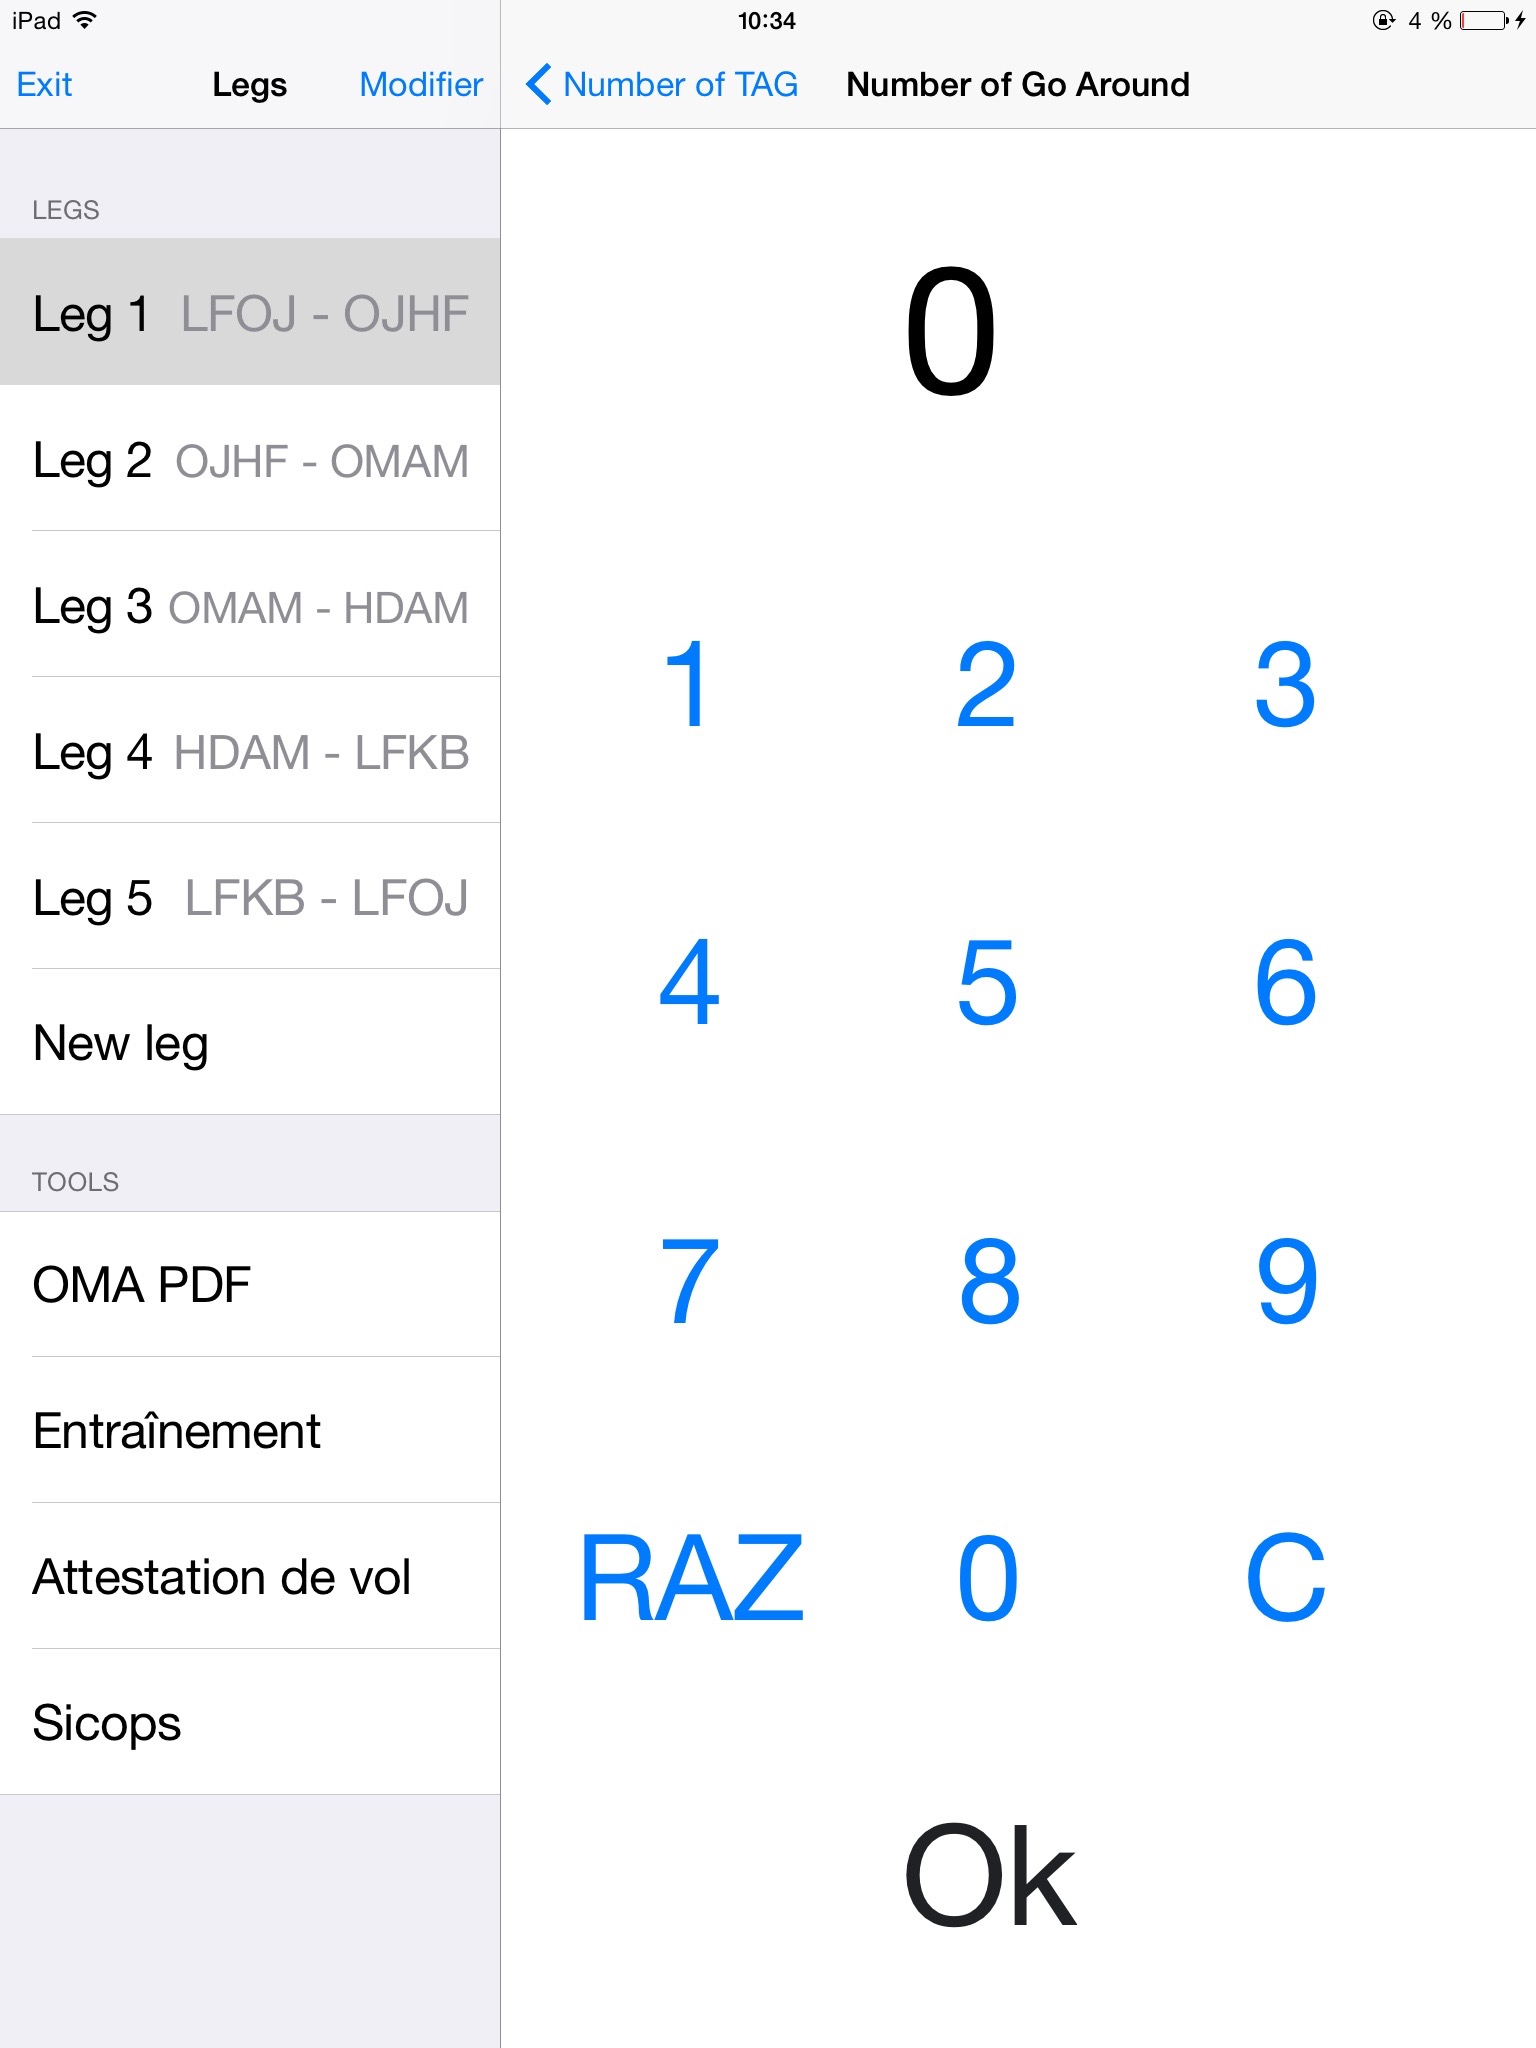 iPad 10:34 4 %
Exit Legs Modifier Number of TAG Number of Go Around
LEGS
Leg 1 LFOJ - OJHF
Leg 2 OJHF - OMAM
Leg 3 OMAM - HDAM
Leg 4 HDAM - LFKB
Leg 5 LFKB - LFOJ
New leg
TOOLS
OMA PDF
Entraînement
Attestation de vol
Sicops
0
1 2 3
4 5 6
7 8 9
RAZ 0 C
Ok